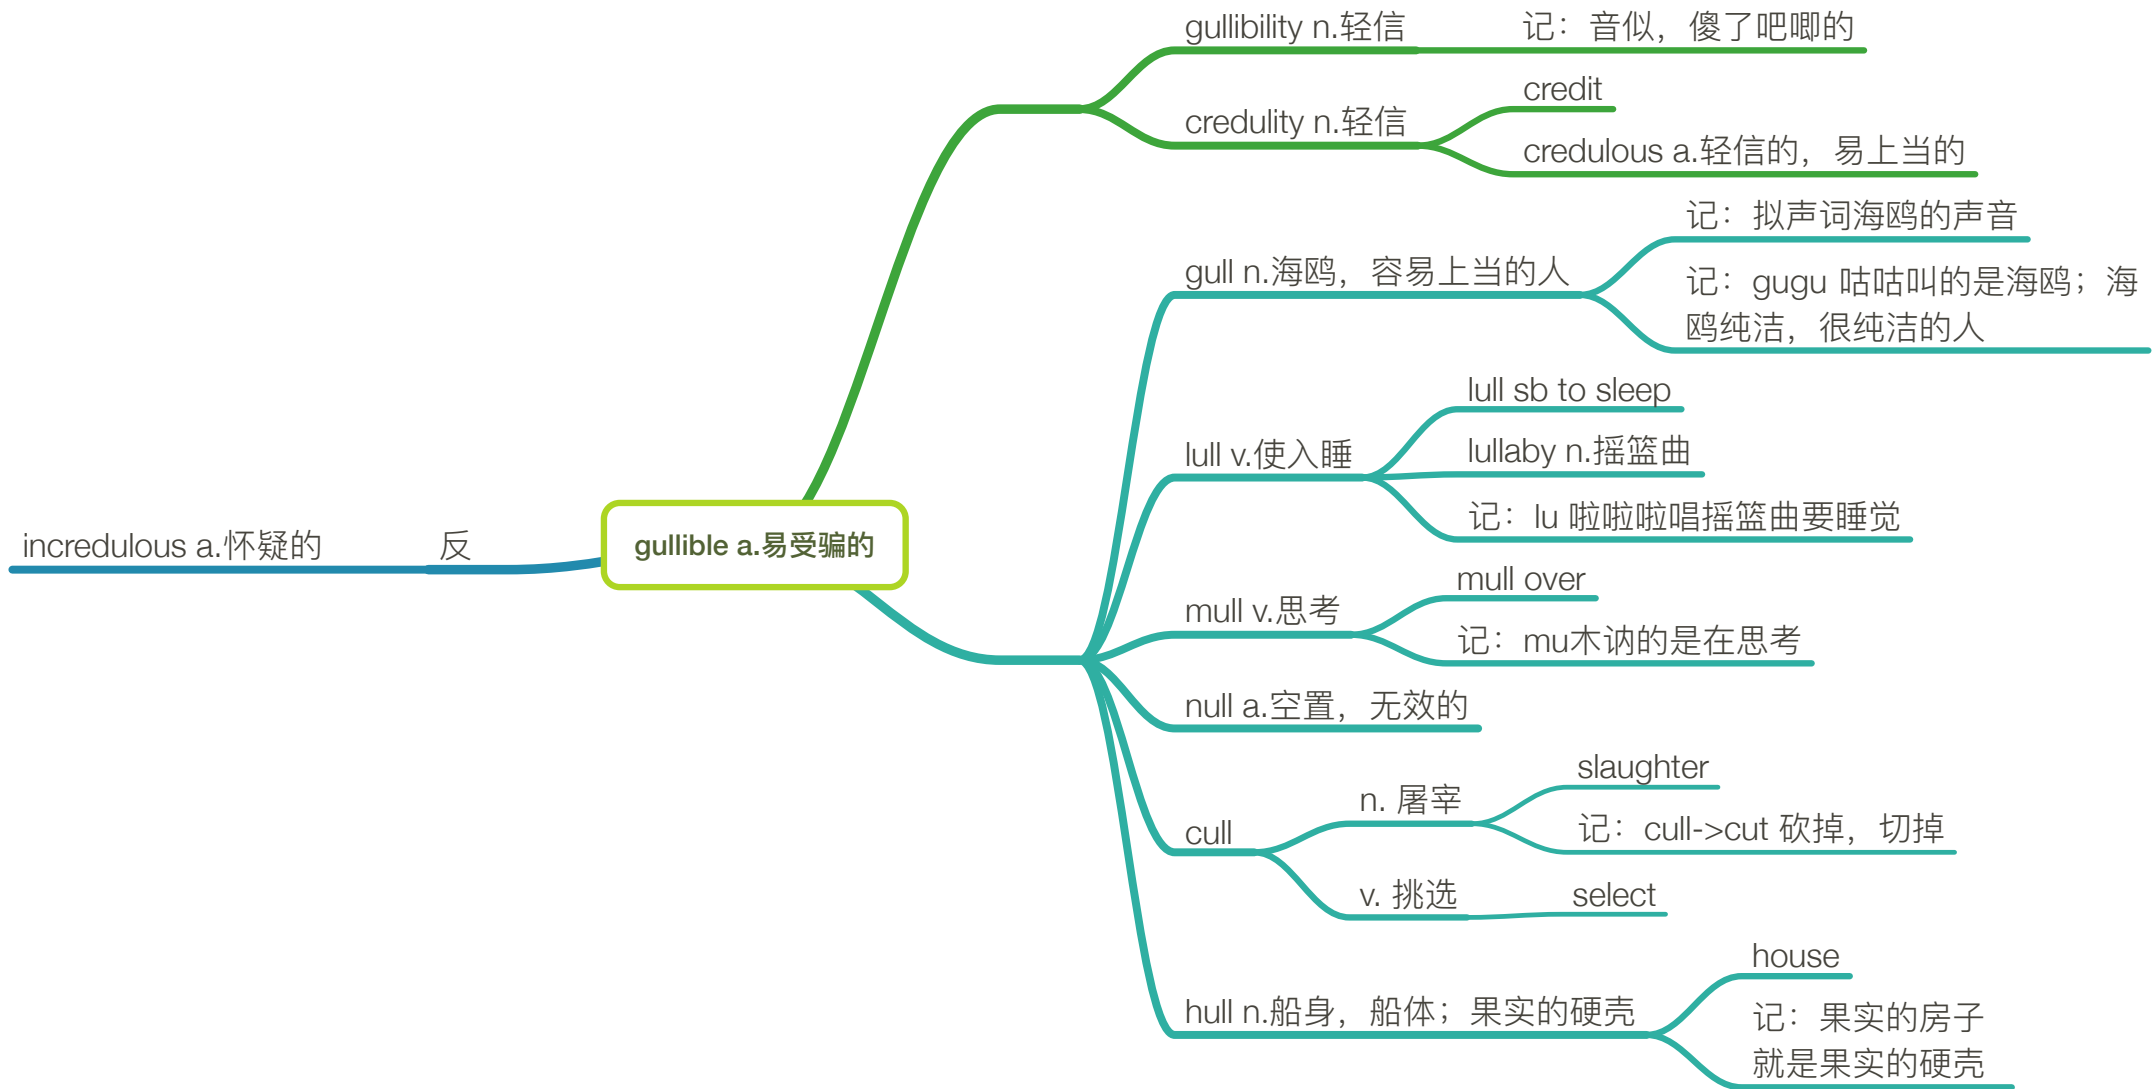 gullible a.易受骗的
gullibility n.轻信
记：音似，傻了吧唧的
credulity n.轻信
credit
credulous a.轻信的，易上当的
gull n.海鸥，容易上当的人
记：拟声词海鸥的声音
记：gugu 咕咕叫的是海鸥；海
鸥纯洁，很纯洁的人
lull v.使入睡
lull sb to sleep
lullaby n.摇篮曲
记：lu 啦啦啦唱摇篮曲要睡觉
mull v.思考
mull over
记：mu木讷的是在思考
null a.空置，无效的
cull
n. 屠宰
slaughter
记：cull->cut 砍掉，切掉
v. 挑选
select
hull n.船身，船体；果实的硬壳
house
记：果实的房子
就是果实的硬壳
反
incredulous a.怀疑的